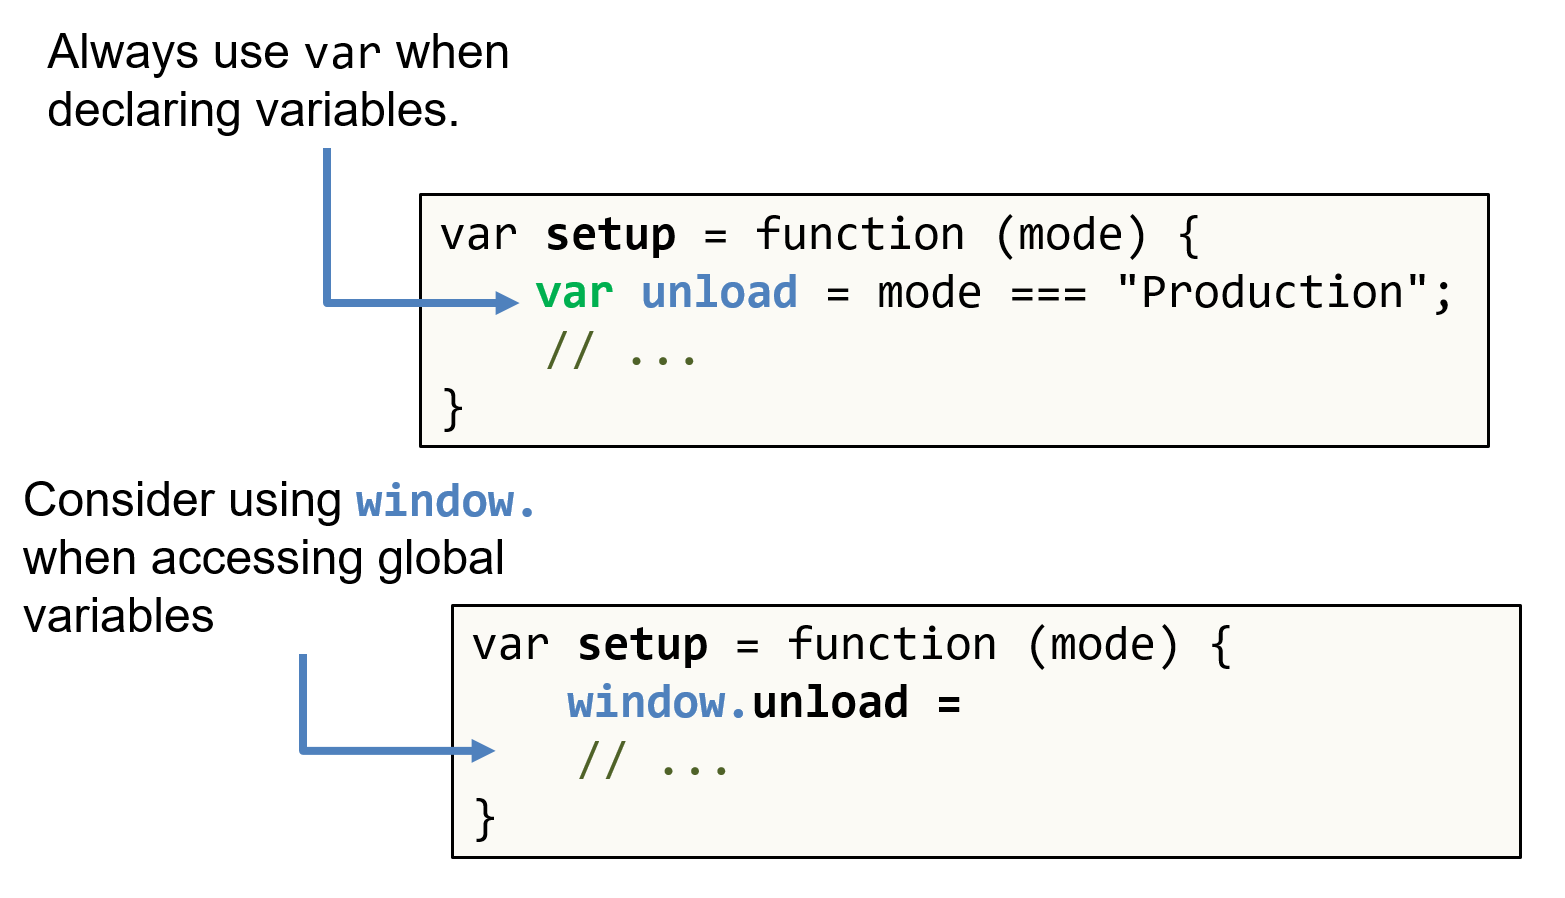 Always use var when
declaring variables.
var setup = function (mode) {
var unload = mode === "Production";
// ...
}
Consider using window.
when accessing global
variables
var setup = function (mode) {
window.unload =
// ...
}